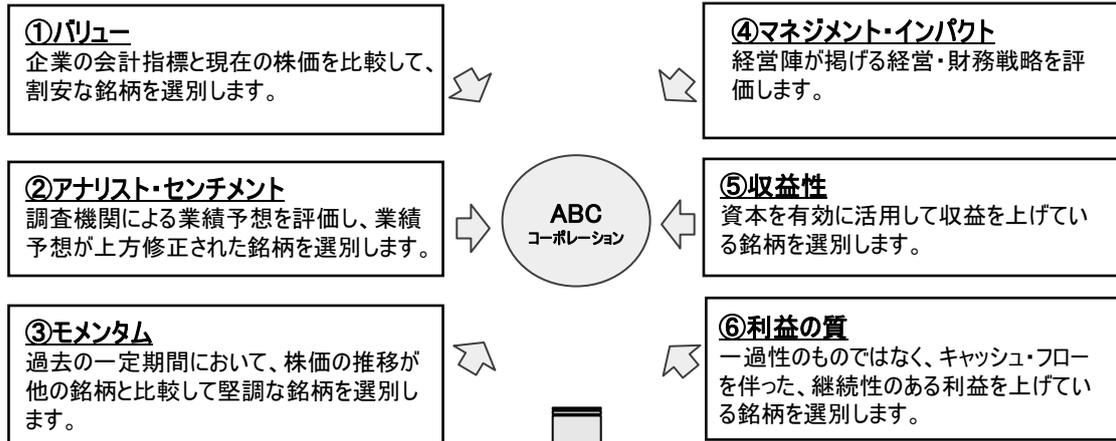 ①バリュー
企業の会計指標と現在の株価を比較して、
割安な銘柄を選別します。
②アナリスト・センチメント
調査機関による業績予想を評価し、業績
予想が上方修正された銘柄を選別します。
③モメンタム
過去の一定期間において、株価の推移が
他の銘柄と比較して堅調な銘柄を選別し
ます。
ABC
コーポレーション
④マネジメント・インパクト
経営陣が掲げる経営・財務戦略を評
価します。
⑤収益性
資本を有効に活用して収益を上げてい
る銘柄を選別します。
⑥利益の質
一過性のものではなく、キャッシュ・フロー
を伴った、継続性のある利益を上げてい
る銘柄を選別します。